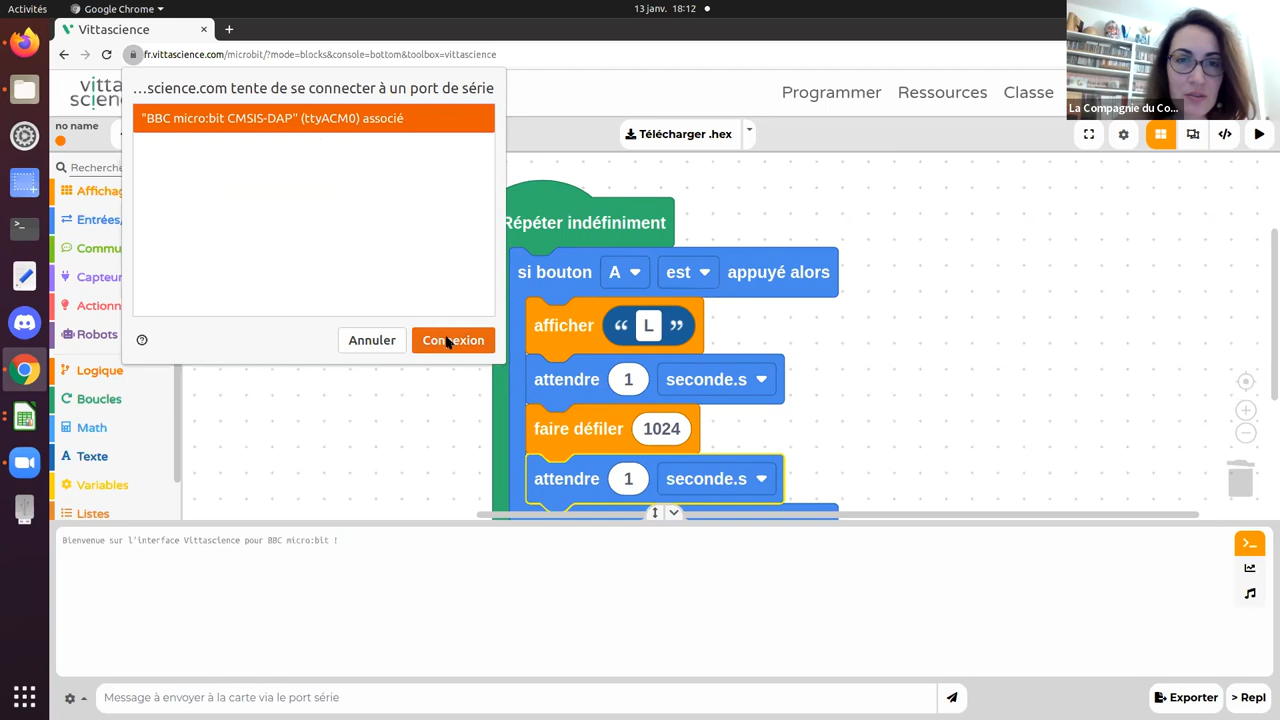 Activités
Google Chrome
13 janv. 18:12
Vittascience
fr.vittascience.com/microbit/?mode=blocks&console=bottom&toolbox=vittascience
…science.com tente de se connecter à un port de série
"BBC micro:bit CMSIS-DAP" (ttyACM0) associé
Annuler
Connexion
Programmer
Ressources
Classe
La Compagnie du Co...
no name
Télécharger .hex
Recherche
Affichag
Entrées/
Commu
Capteur
Actionn
Robots
Logique
Boucles
Math
Texte
Variables
Listes
Répéter indéfiniment
si bouton A est appuyé alors
afficher “ L ”
attendre 1 seconde.s
faire défiler 1024
attendre 1 seconde.s
Bienvenue sur l'interface Vittascience pour BBC micro:bit !
Message à envoyer à la carte via le port série
Exporter
> Repl